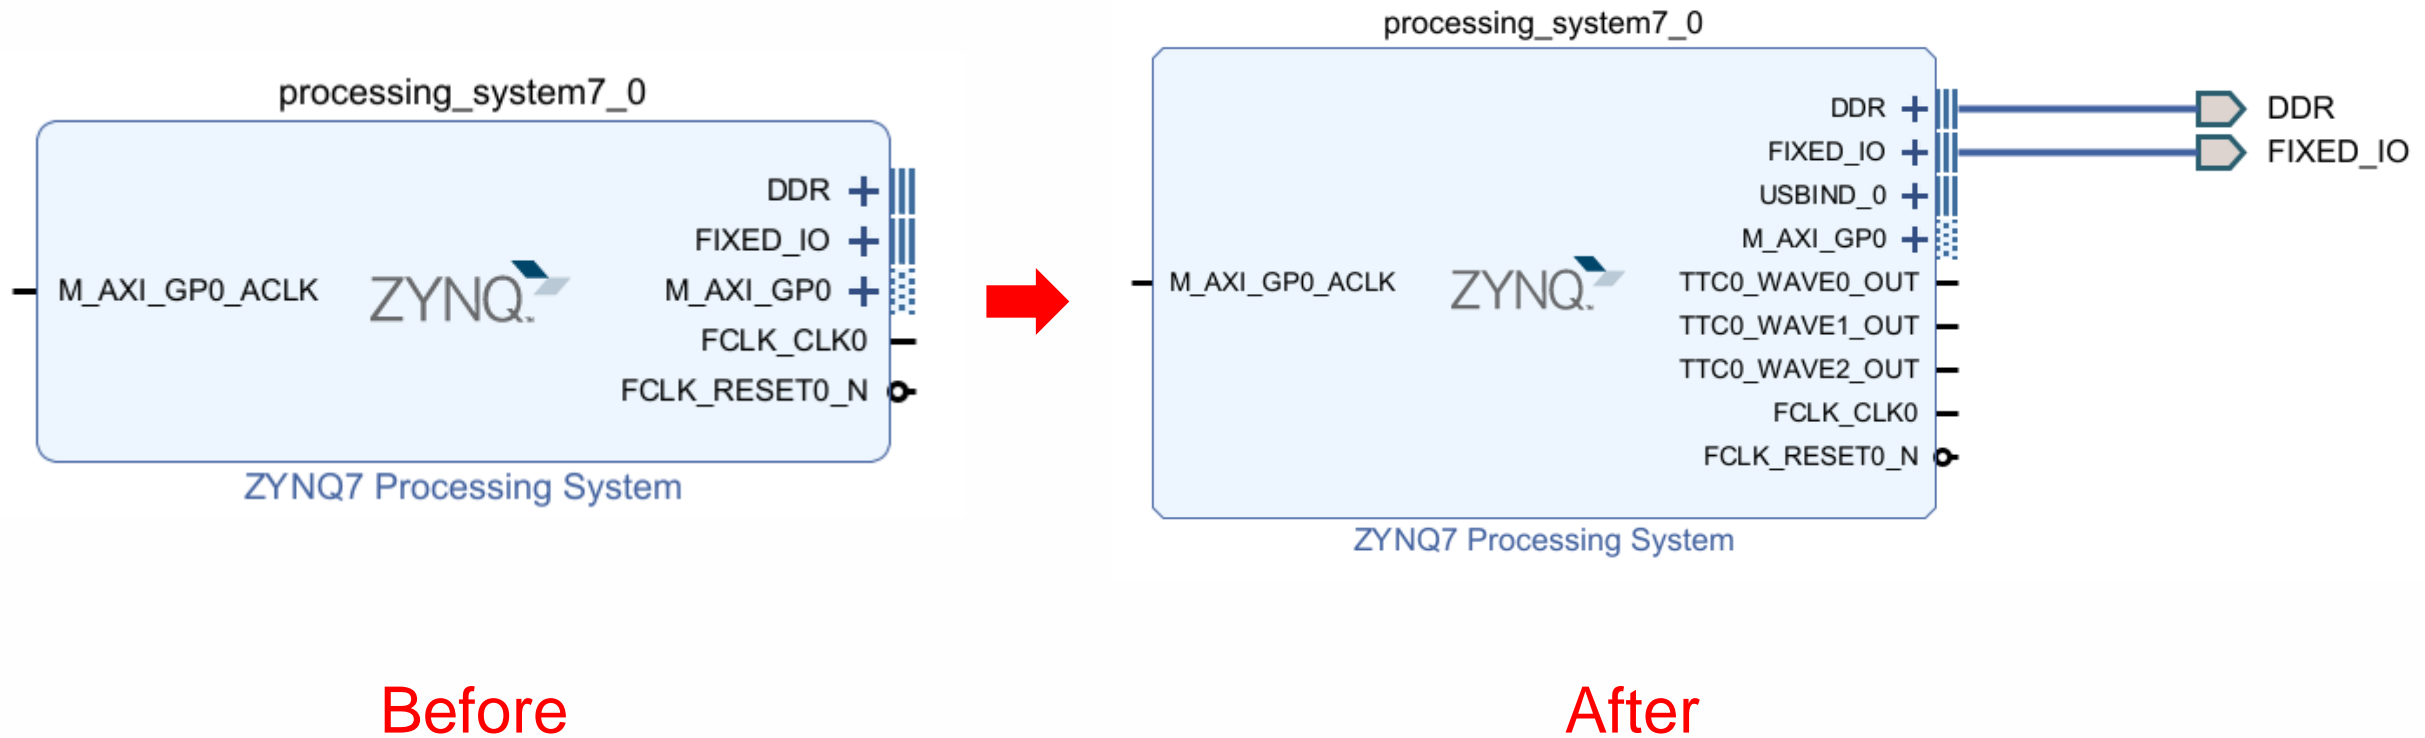 processing_system7_0
DDR
FIXED_IO
M_AXI_GP0_ACLK
ZYNQ
M_AXI_GP0
FCLK_CLK0
FCLK_RESET0_N
ZYNQ7 Processing System
Before
processing_system7_0
DDR
DDR
FIXED_IO
FIXED_IO
USBIND_0
M_AXI_GP0
M_AXI_GP0_ACLK
ZYNQ
TTC0_WAVE0_OUT
TTC0_WAVE1_OUT
TTC0_WAVE2_OUT
FCLK_CLK0
FCLK_RESET0_N
ZYNQ7 Processing System
After